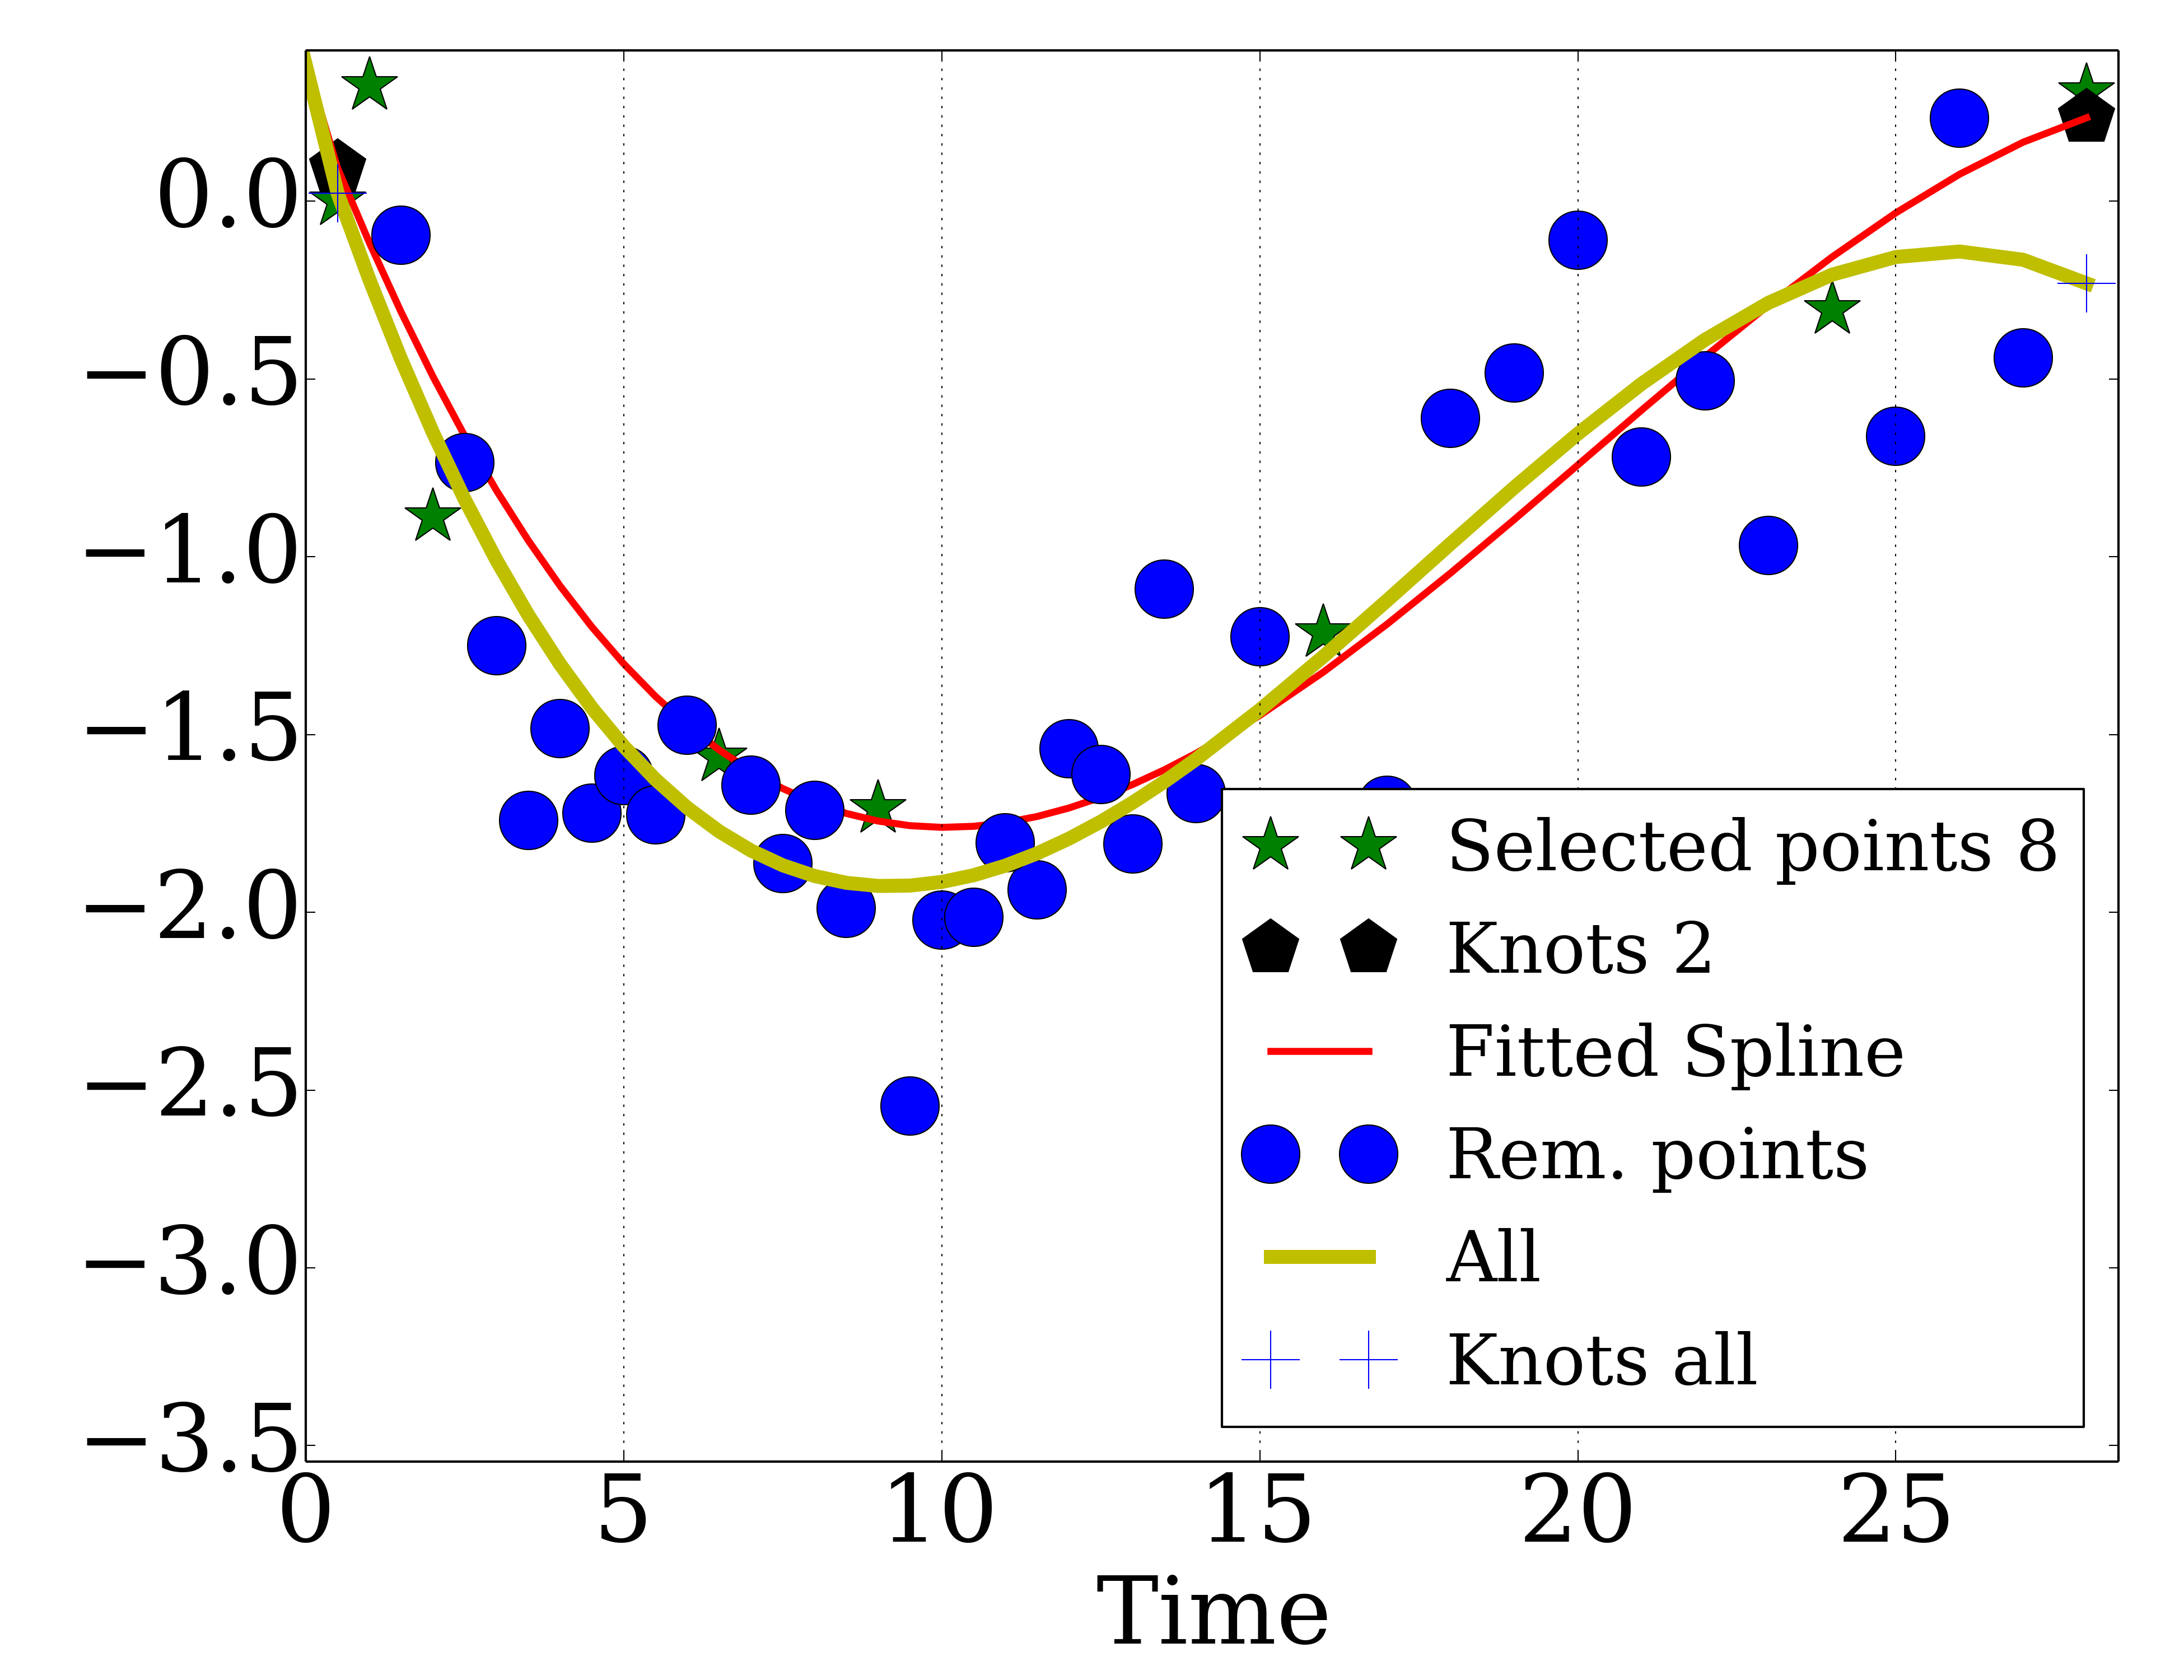 0.0
−0.5
−1.0
−1.5
−2.0
−2.5
−3.0
−3.5
0 5 10 15 20 25
Time
Selected points 8
Knots 2
Fitted Spline
Rem. points
All
Knots all